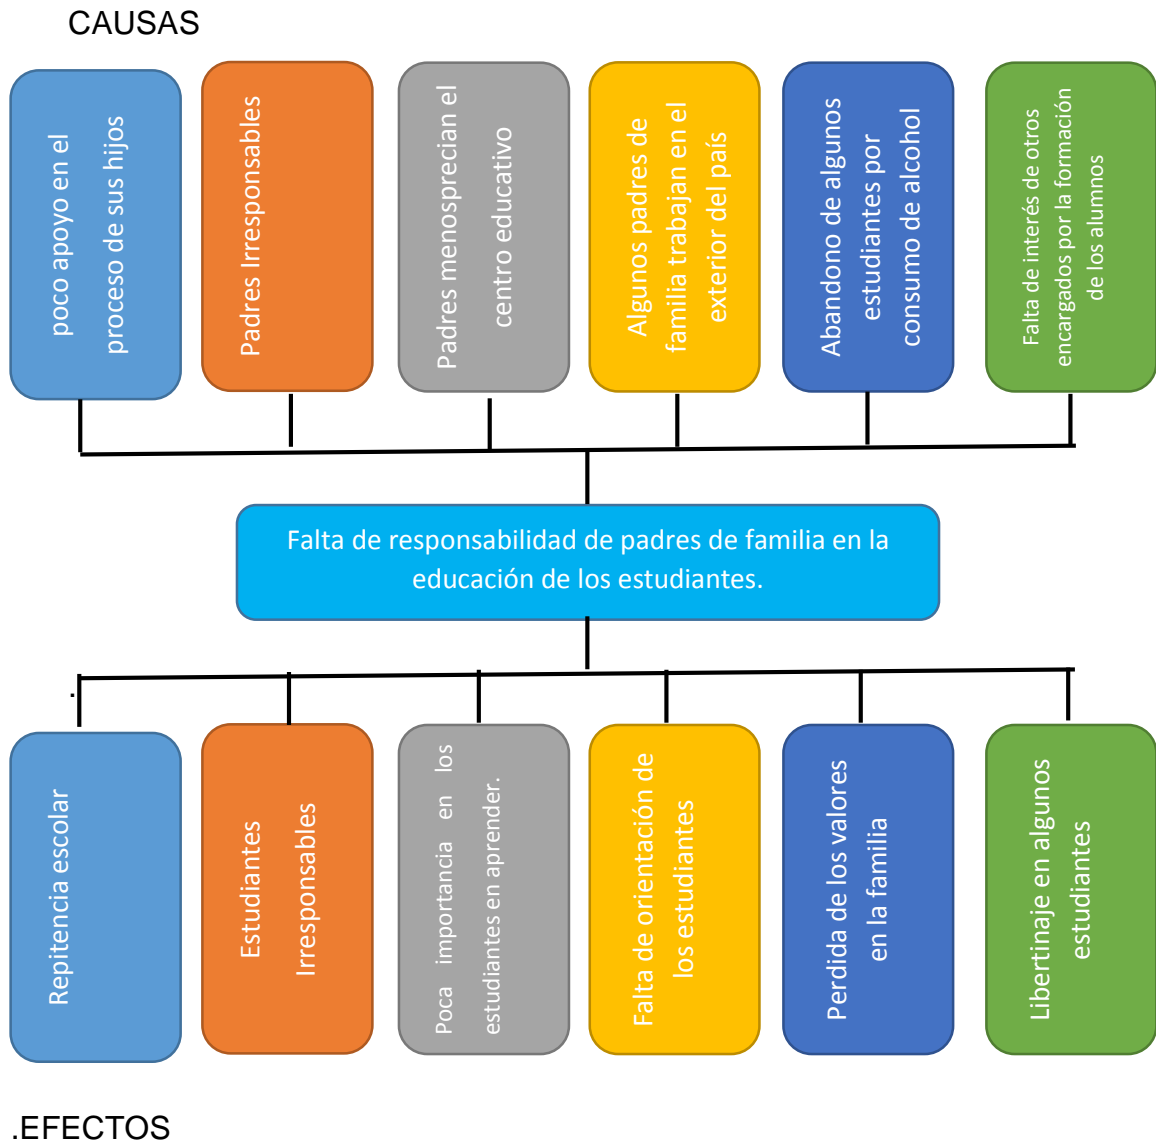 CAUSAS
poco apoyo en el
proceso de sus hijos
Padres Irresponsables
Padres menosprecian el
centro educativo
Algunos padres de
familia trabajan en el
exterior del país
Abandono de algunos
estudiantes por
consumo de alcohol
Falta de interés de otros
encargados por la formación
de los alumnos
Falta de responsabilidad de padres de familia en la
educación de los estudiantes.
.
Repitencia escolar
Estudiantes
Irresponsables
Poca importancia en los
estudiantes en aprender.
Falta de orientación de
los estudiantes
Perdida de los valores
en la familia
Libertinaje en algunos
estudiantes
.EFECTOS